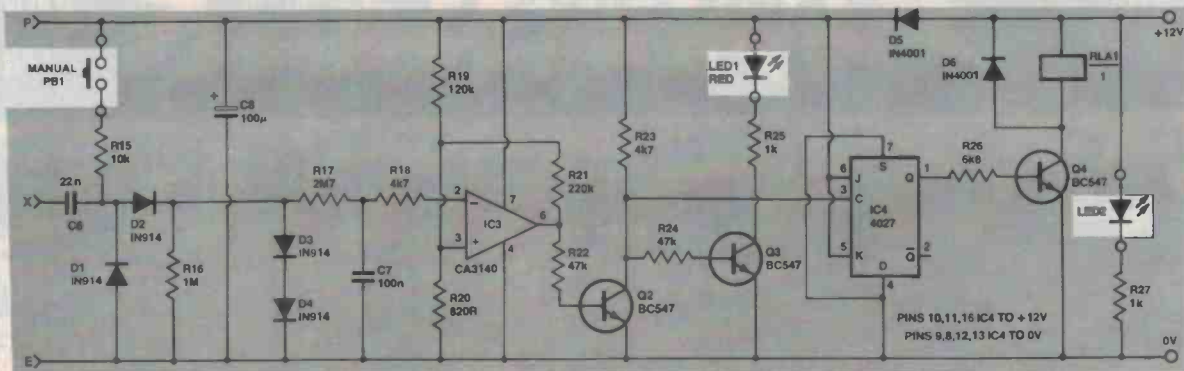 P
MANUAL
PB1
R15
10k
X
22n
C6
D1
IN914
D2
IN914
R16
1M
+
C8
100μ
D3
IN914
D4
IN914
R17
2M7
C7
100n
R18
4k7
R19
120k
2
3
IC3
CA3140
7
4
6
R20
820R
R21
220k
R22
47k
Q2
BC547
R23
4k7
R24
47k
LED1
RED
R25
1k
Q3
BC547
6
3
5
J
C
K
S
7
IC4
4027
D
4
Q
1
Q
2
PINS 10,11,16 IC4 TO +12V
PINS 9,8,12,13 IC4 TO 0V
D5
IN4001
D6
IN4001
R26
6k8
Q4
BC547
RLA1
1
LED2
R27
1k
+12V
0V
E